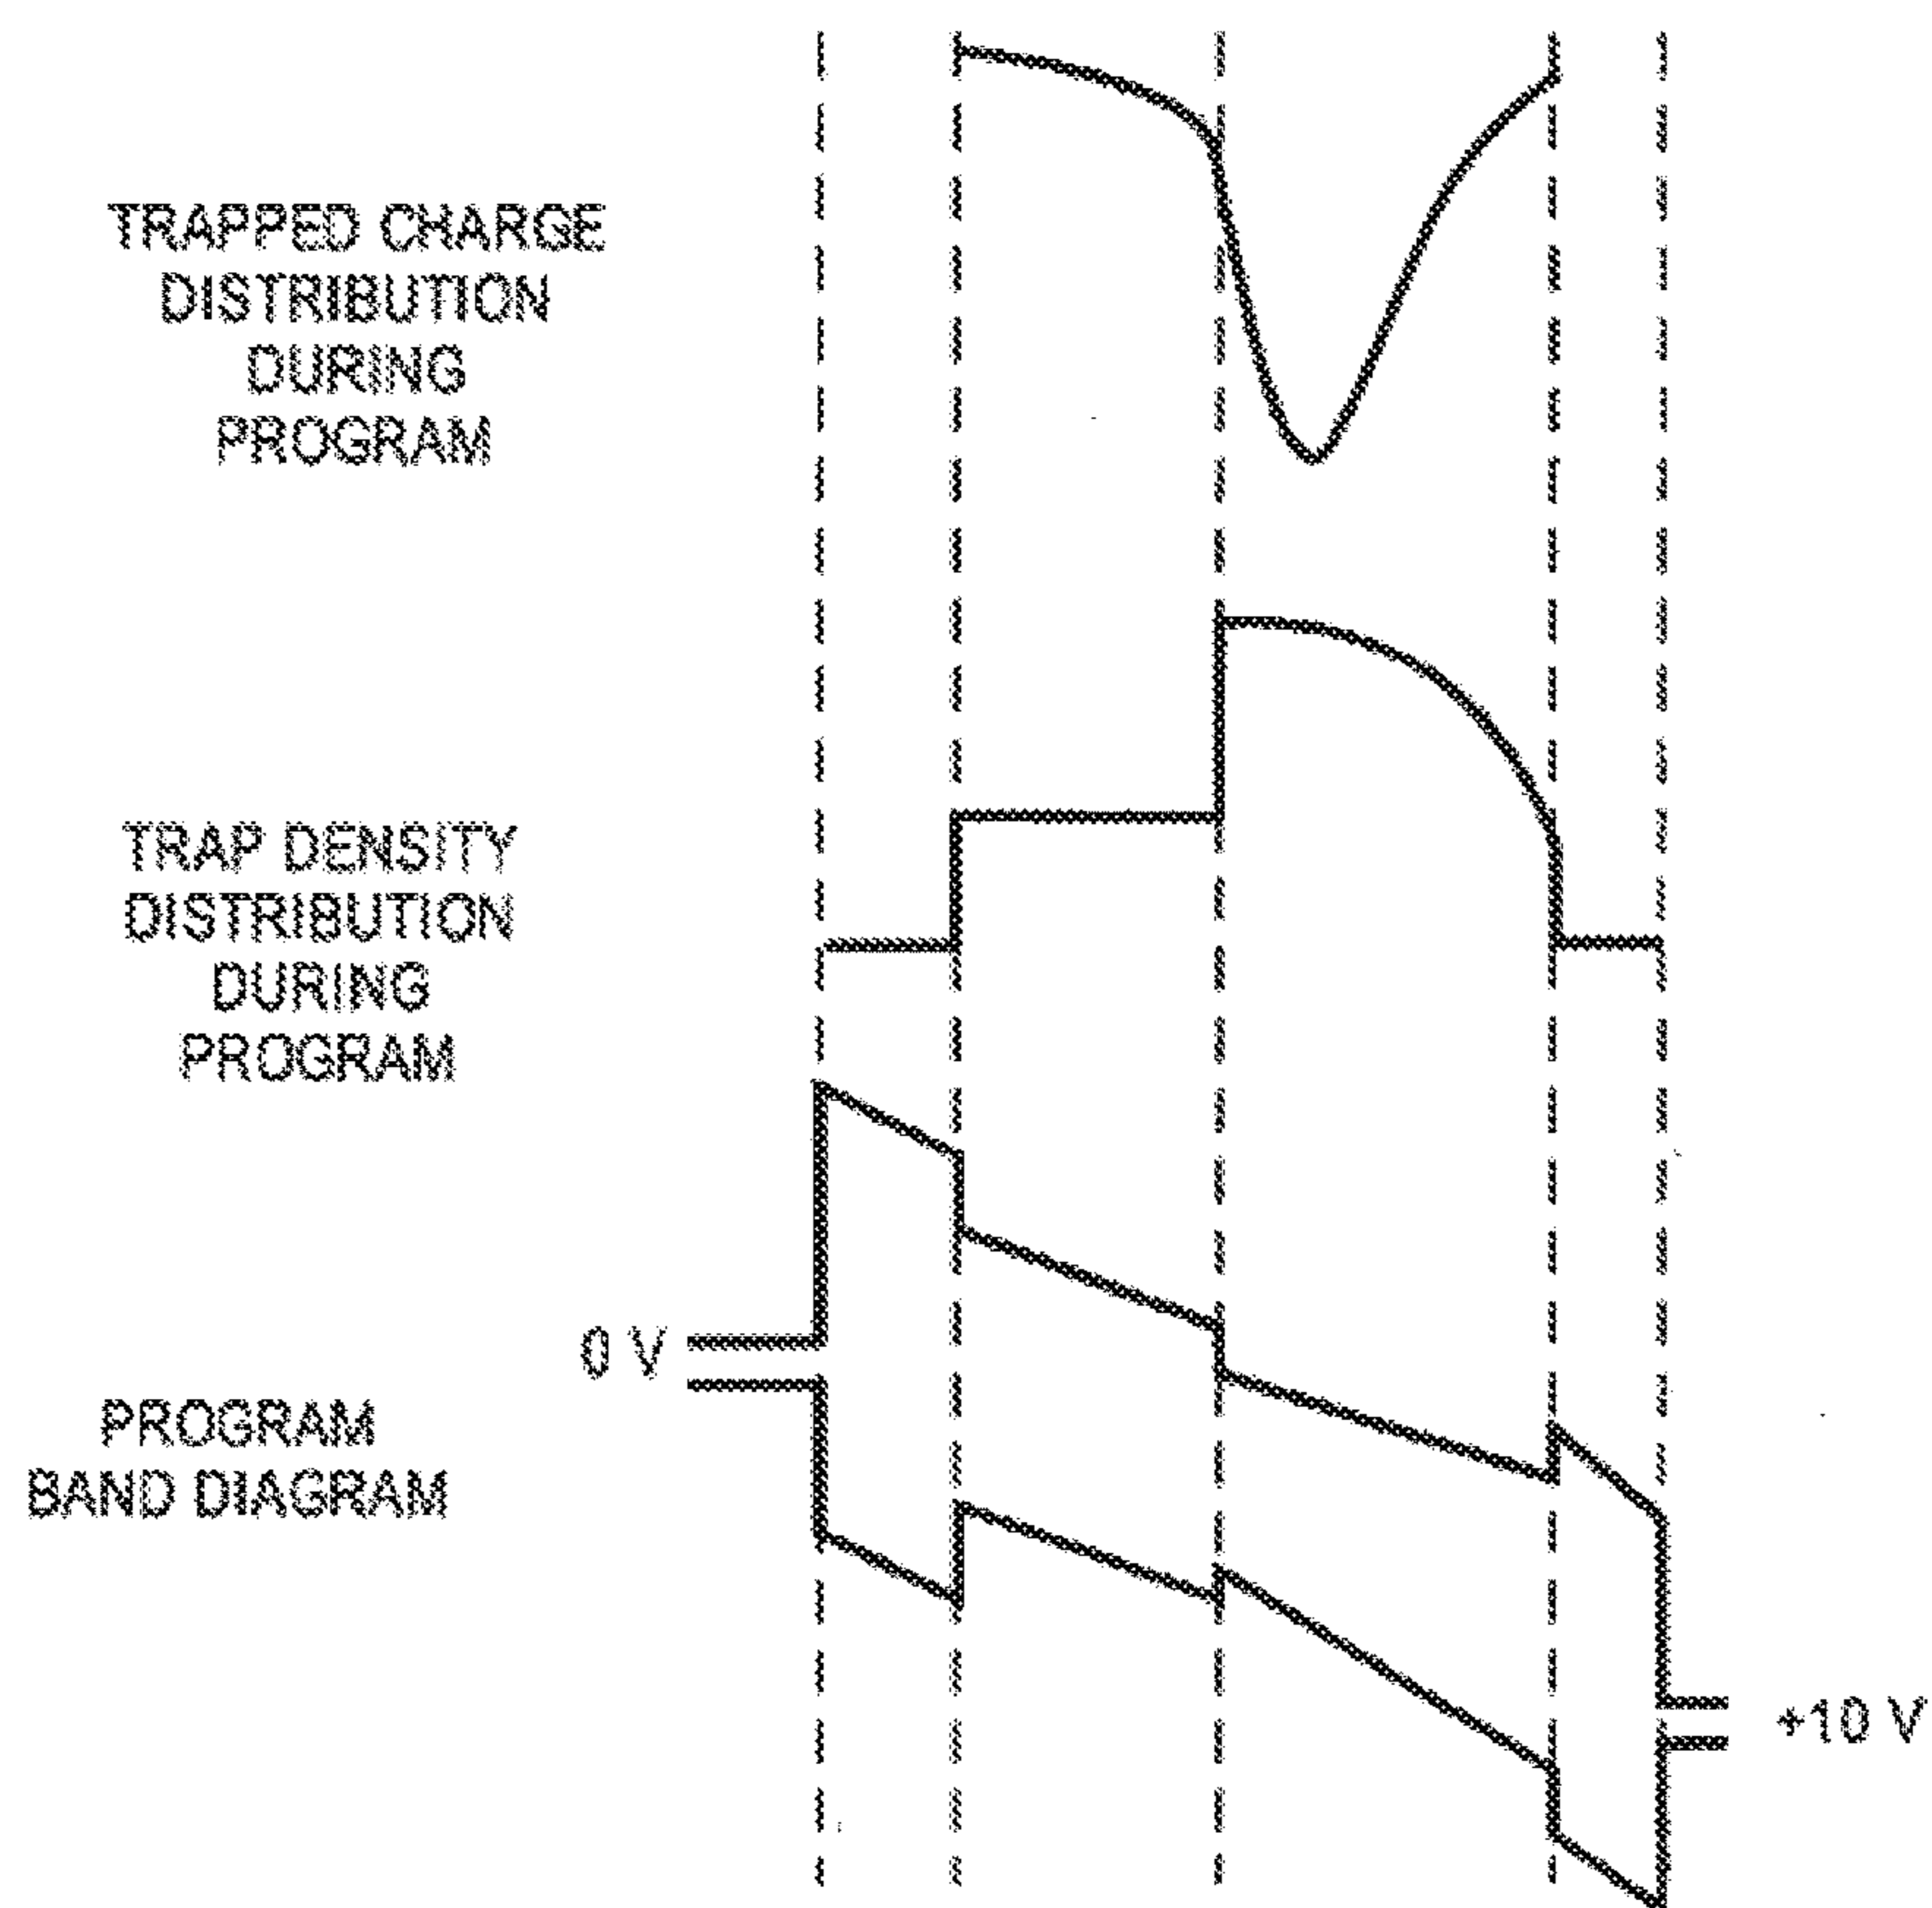 TRAPPED CHARGE
DISTRIBUTION
DURING
PROGRAM
TRAP DENSITY
DISTRIBUTION
DURING
PROGRAM
0 V
PROGRAM
BAND DIAGRAM
+10 V